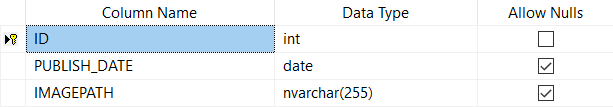 Column Name Data Type Allow Nulls
ID int
PUBLISH_DATE date
IMAGEPATH nvarchar(255)